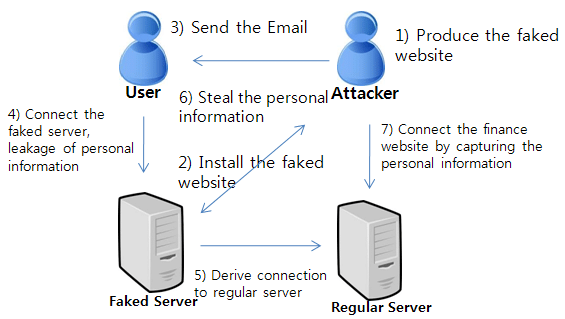 3) Send the Email
1) Produce the faked
website
User
Attacker
6) Steal the personal
information
4) Connect the
faked server,
leakage of personal
information
7) Connect the finance
website by capturing the
personal information
2) Install the faked
website
5) Derive connection
to regular server
Faked Server
Regular Server